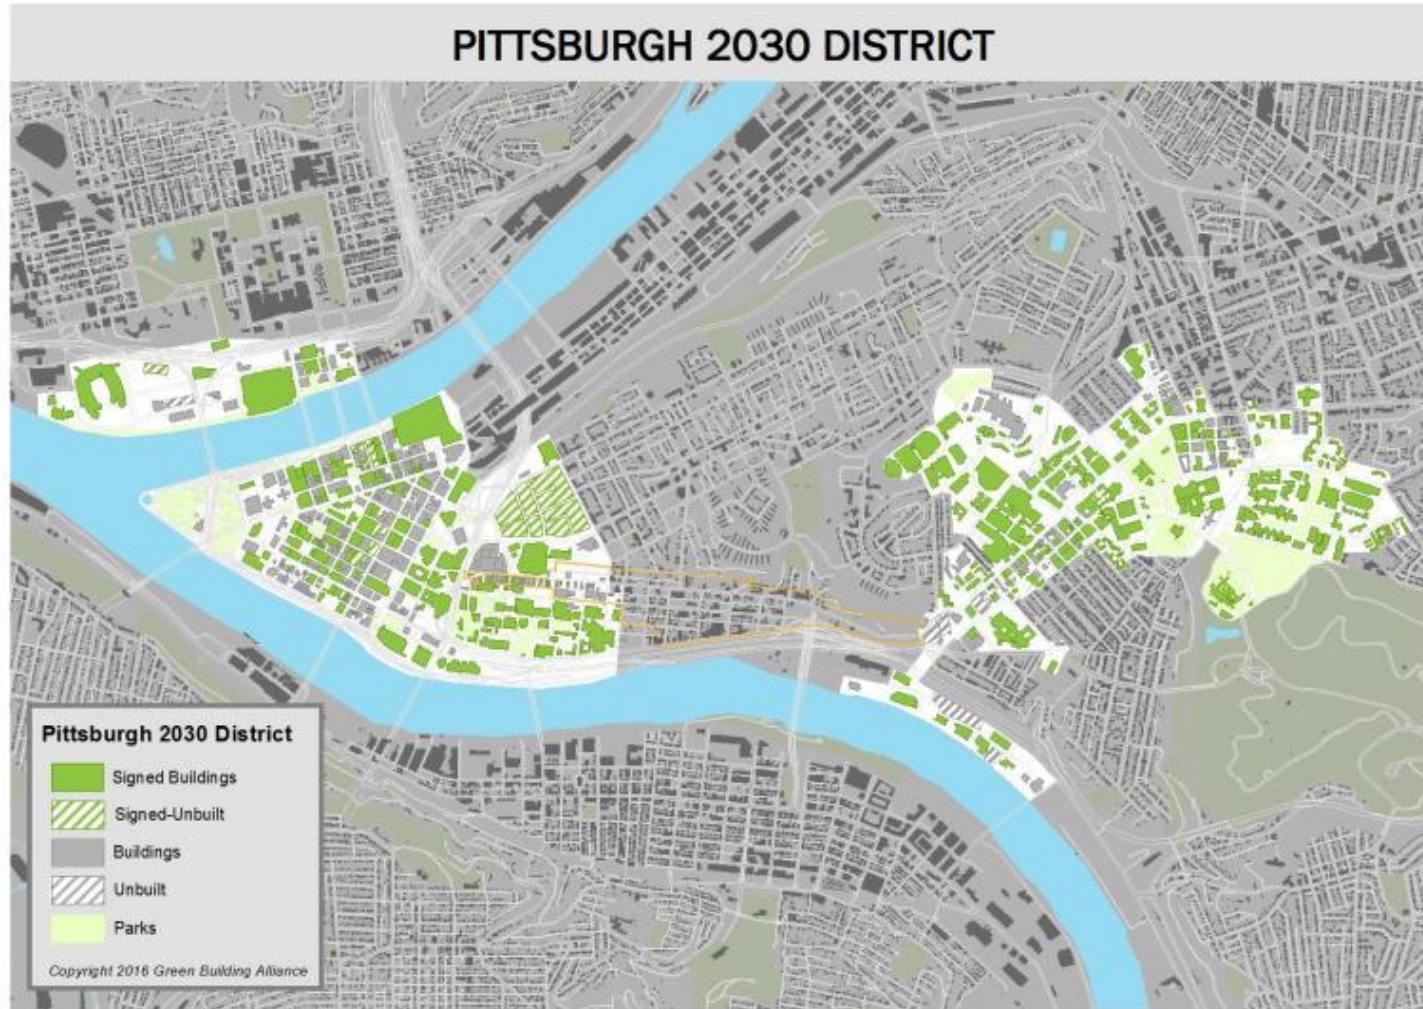 PITTSBURGH 2030 DISTRICT
Pittsburgh 2030 District
Signed Buildings
Signed-Unbuilt
Buildings
Unbuilt
Parks
Copyright 2016 Green Building Alliance